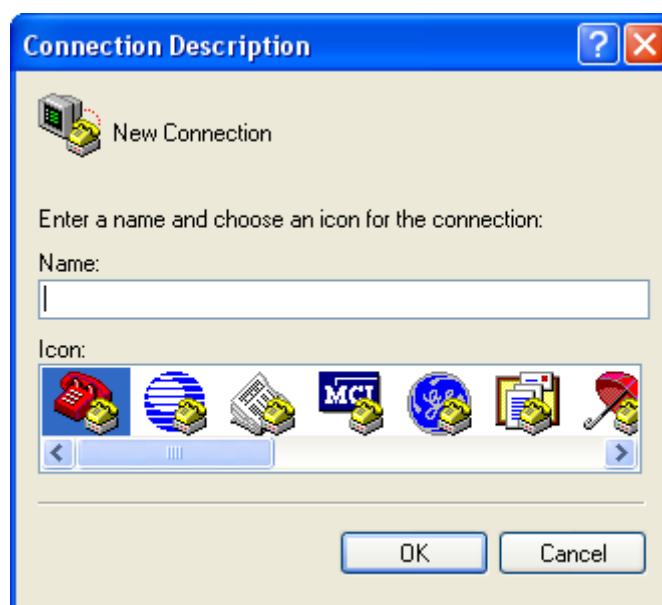 Connection Description
New Connection
Enter a name and choose an icon for the connection:
Name:
Icon:
MCI
OK Cancel